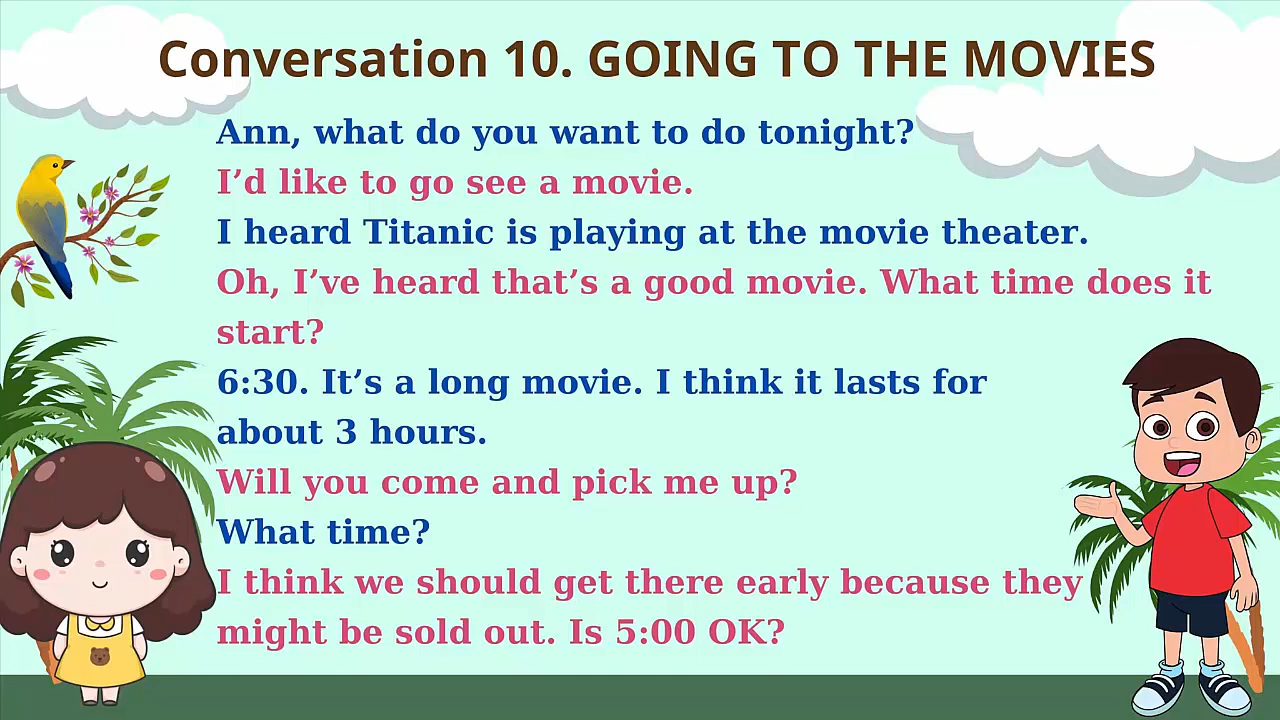 Conversation 10. GOING TO THE MOVIES
Ann, what do you want to do tonight?
I’d like to go see a movie.
I heard Titanic is playing at the movie theater.
Oh, I’ve heard that’s a good movie. What time does it
start?
6:30. It’s a long movie. I think it lasts for
about 3 hours.
Will you come and pick me up?
What time?
I think we should get there early because they
might be sold out. Is 5:00 OK?